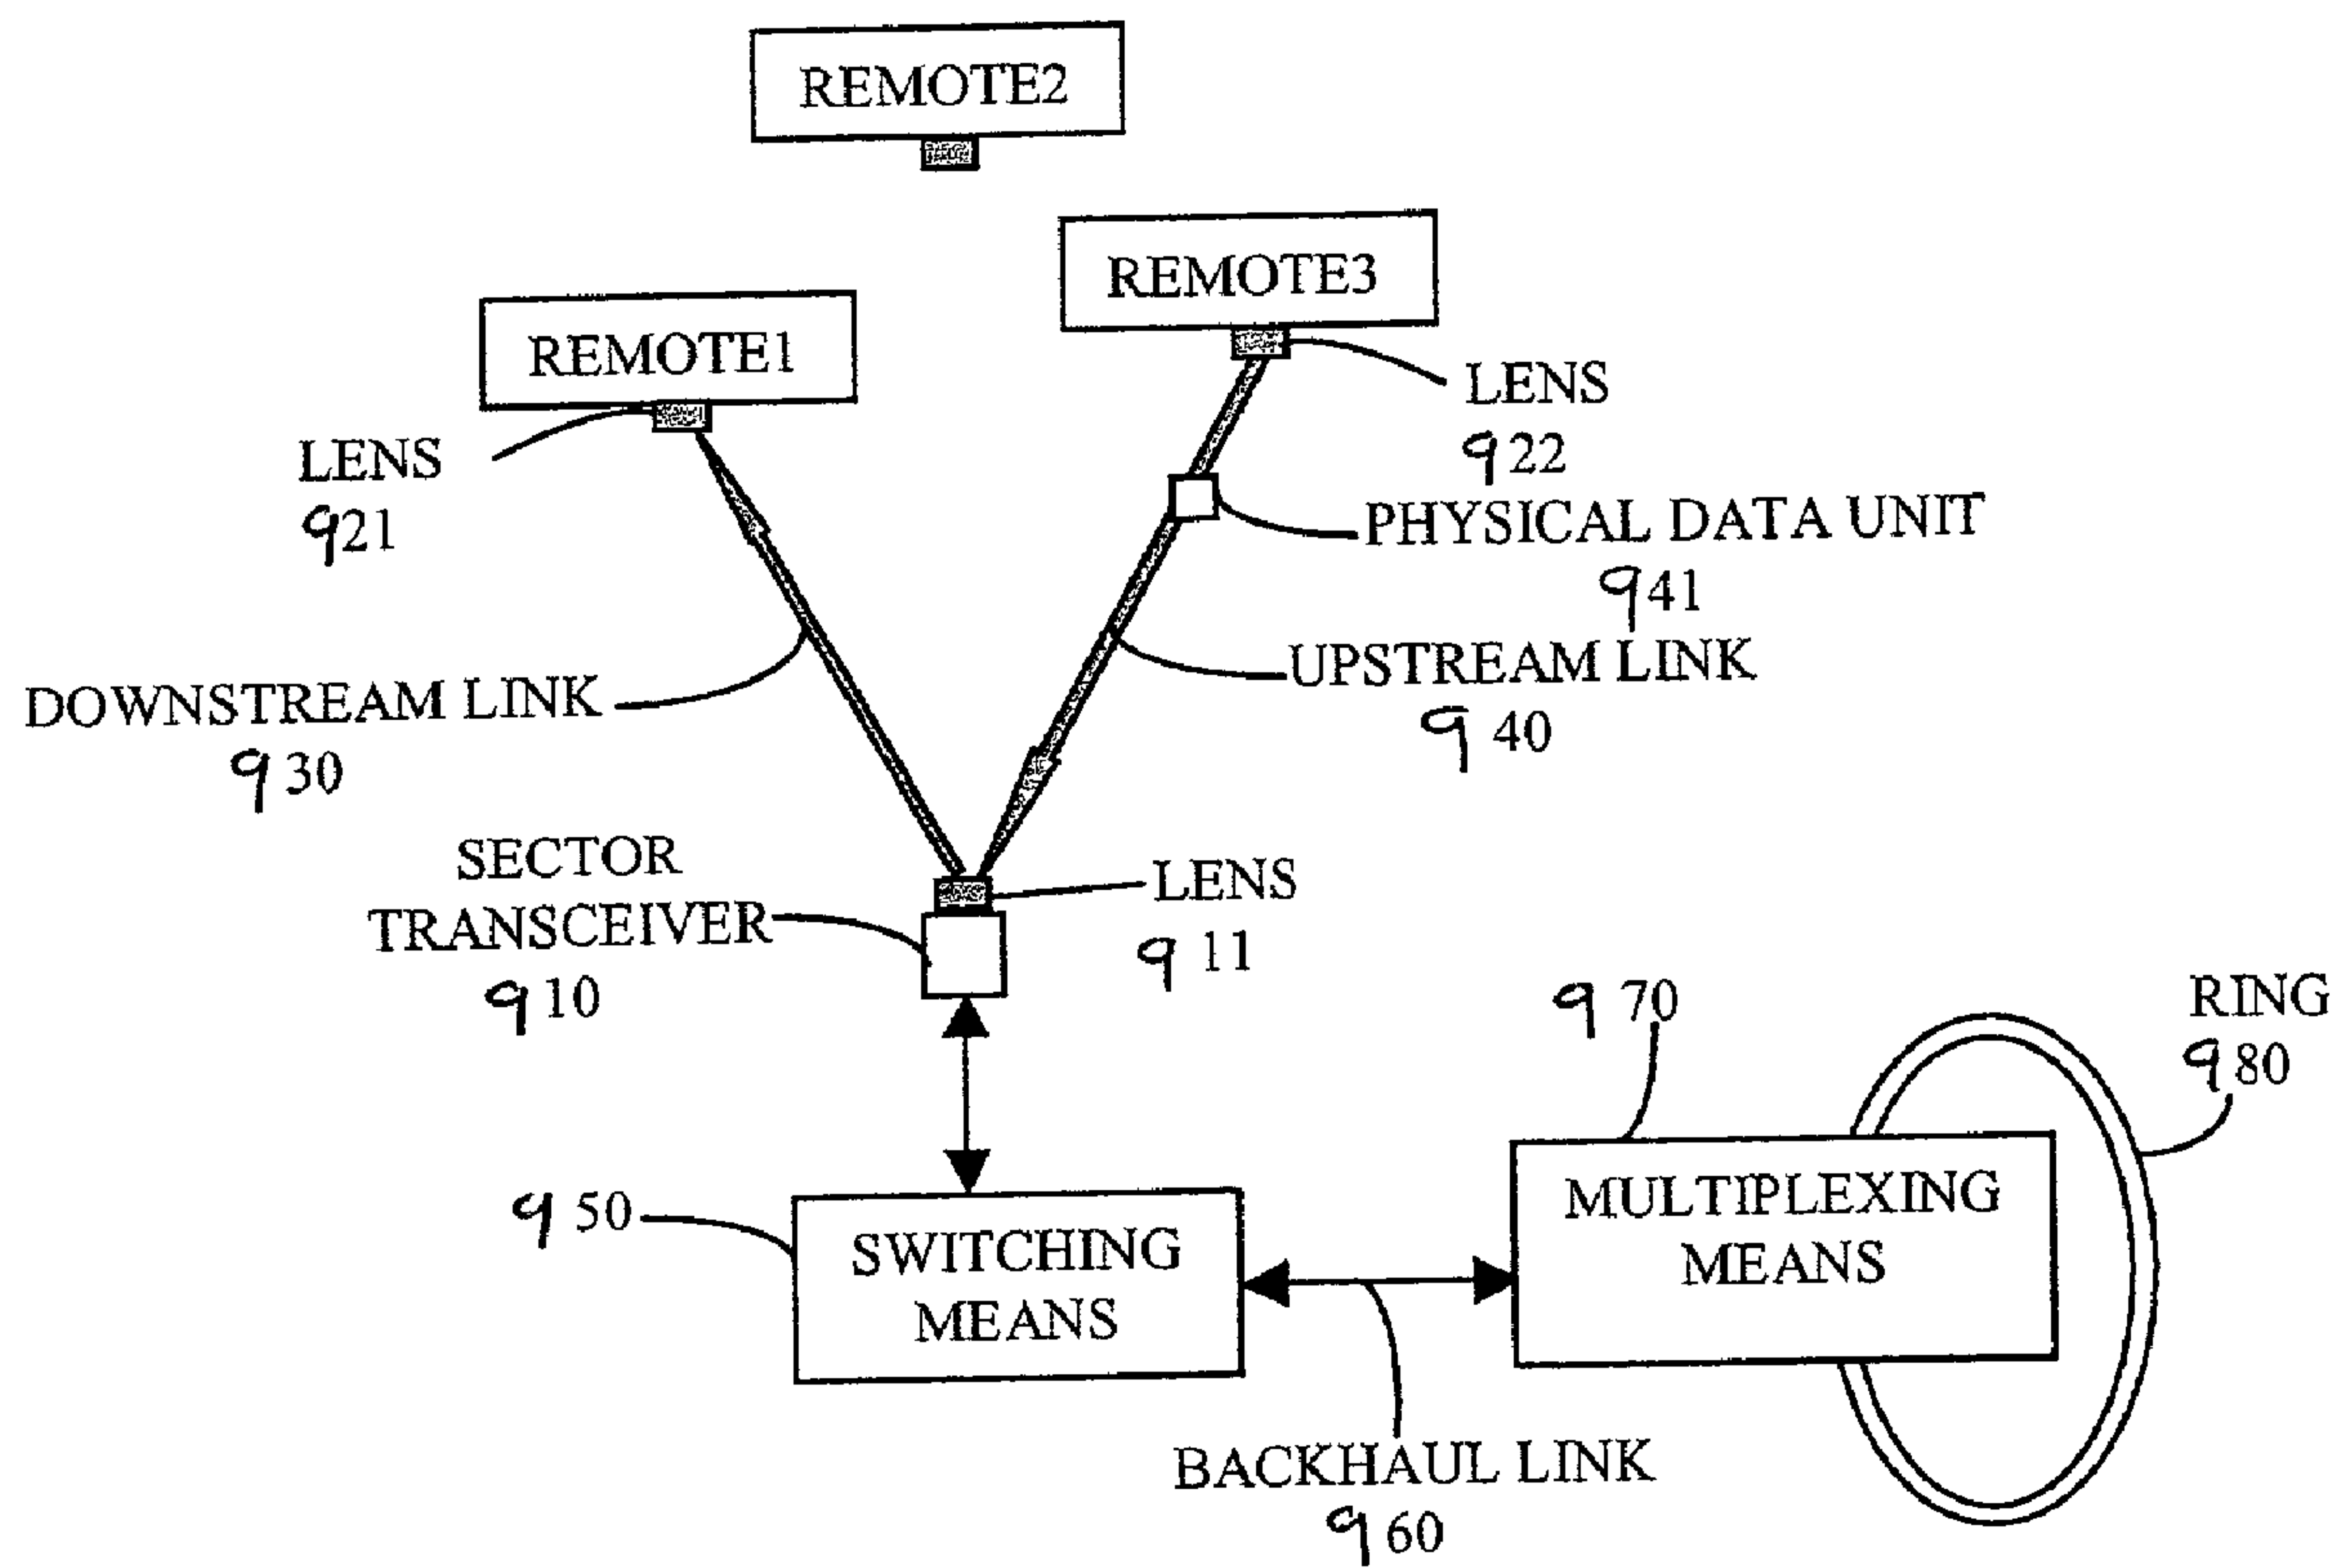 REMOTE2
REMOTE3
REMOTE1
LENS
922
LENS
921
PHYSICAL DATA UNIT
941
UPSTREAM LINK
940
DOWNSTREAM LINK
930
SECTOR
TRANSCEIVER
910
LENS
911
970
RING
980
950
SWITCHING
MEANS
MULTIPLEXING
MEANS
BACKHAUL LINK
960